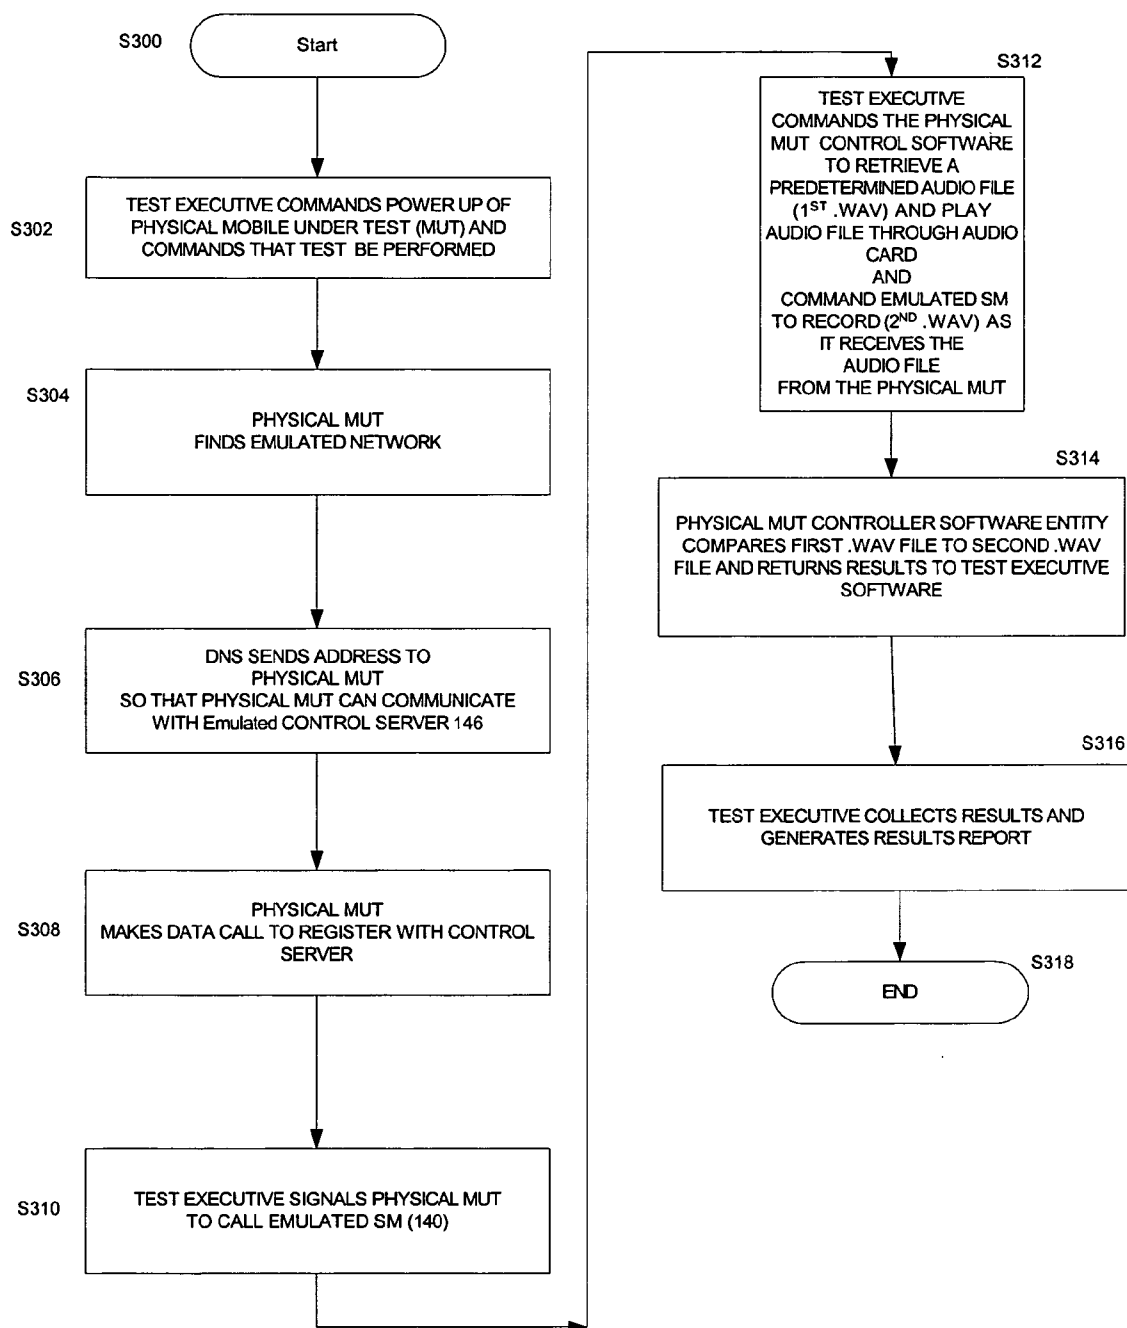 S300
Start
S302
TEST EXECUTIVE COMMANDS POWER UP OF
PHYSICAL MOBILE UNDER TEST (MUT) AND
COMMANDS THAT TEST BE PERFORMED
S304
PHYSICAL MUT
FINDS EMULATED NETWORK
S306
DNS SENDS ADDRESS TO
PHYSICAL MUT
SO THAT PHYSICAL MUT CAN COMMUNICATE
WITH Emulated CONTROL SERVER 146
S308
PHYSICAL MUT
MAKES DATA CALL TO REGISTER WITH CONTROL
SERVER
S310
TEST EXECUTIVE SIGNALS PHYSICAL MUT
TO CALL EMULATED SM (140)
S312
TEST EXECUTIVE
COMMANDS THE PHYSICAL
MUT CONTROL SOFTWARE
TO RETRIEVE A
PREDETERMINED AUDIO FILE
(1ST .WAV) AND PLAY
AUDIO FILE THROUGH AUDIO
CARD
AND
COMMAND EMULATED SM
TO RECORD (2ND .WAV) AS
IT RECEIVES THE
AUDIO FILE
FROM THE PHYSICAL MUT
S314
PHYSICAL MUT CONTROLLER SOFTWARE ENTITY
COMPARES FIRST .WAV FILE TO SECOND .WAV
FILE AND RETURNS RESULTS TO TEST EXECUTIVE
SOFTWARE
S316
TEST EXECUTIVE COLLECTS RESULTS AND
GENERATES RESULTS REPORT
S318
END